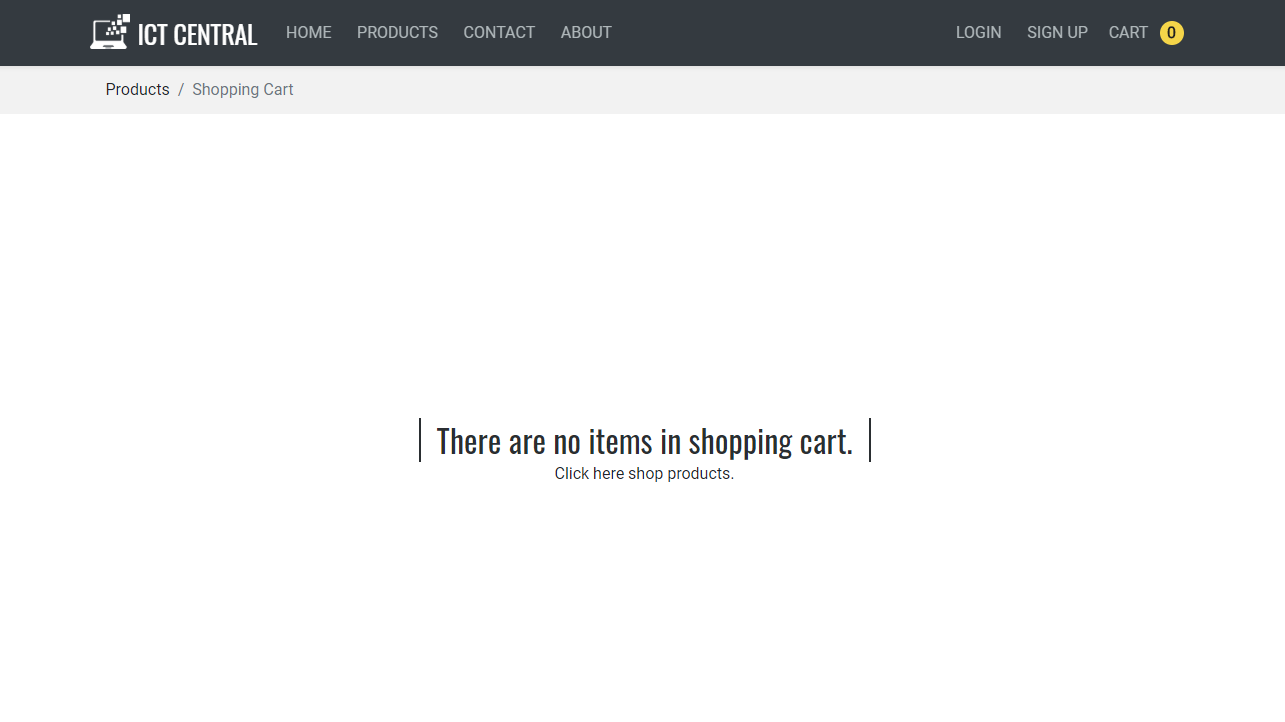 ICT CENTRAL HOME PRODUCTS CONTACT ABOUT LOGIN SIGN UP CART 0
Products / Shopping Cart
There are no items in shopping cart.
Click here shop products.